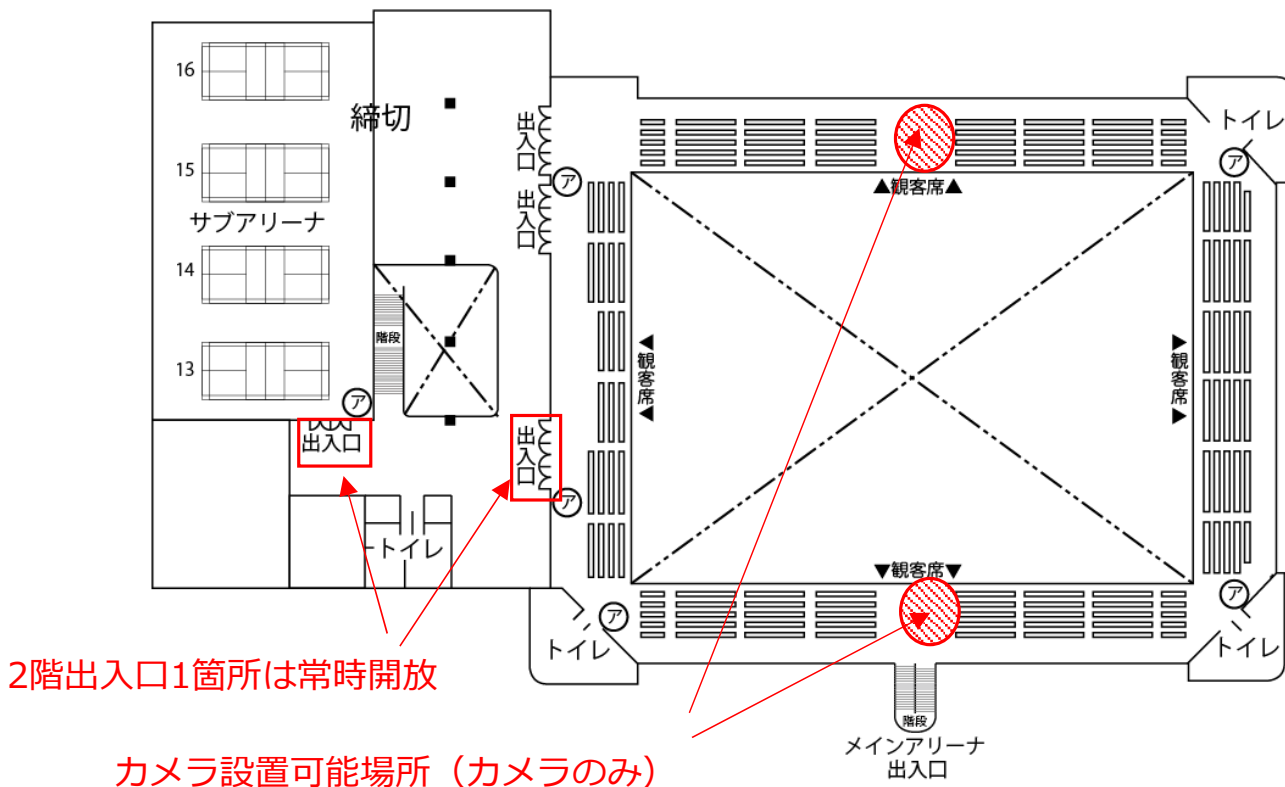 16
締切
出入口
トイレ
ア
ア
15
出入口
▲観客席▲
サブアリーナ
14
階段
◀観客席◀
▶観客席▶
13
ア
出入口
出入口
ア
トイレ
▼観客席▼
ア
ア
トイレ
トイレ
2階出入口1箇所は常時開放
階段
メインアリーナ
出入口
カメラ設置可能場所（カメラのみ）